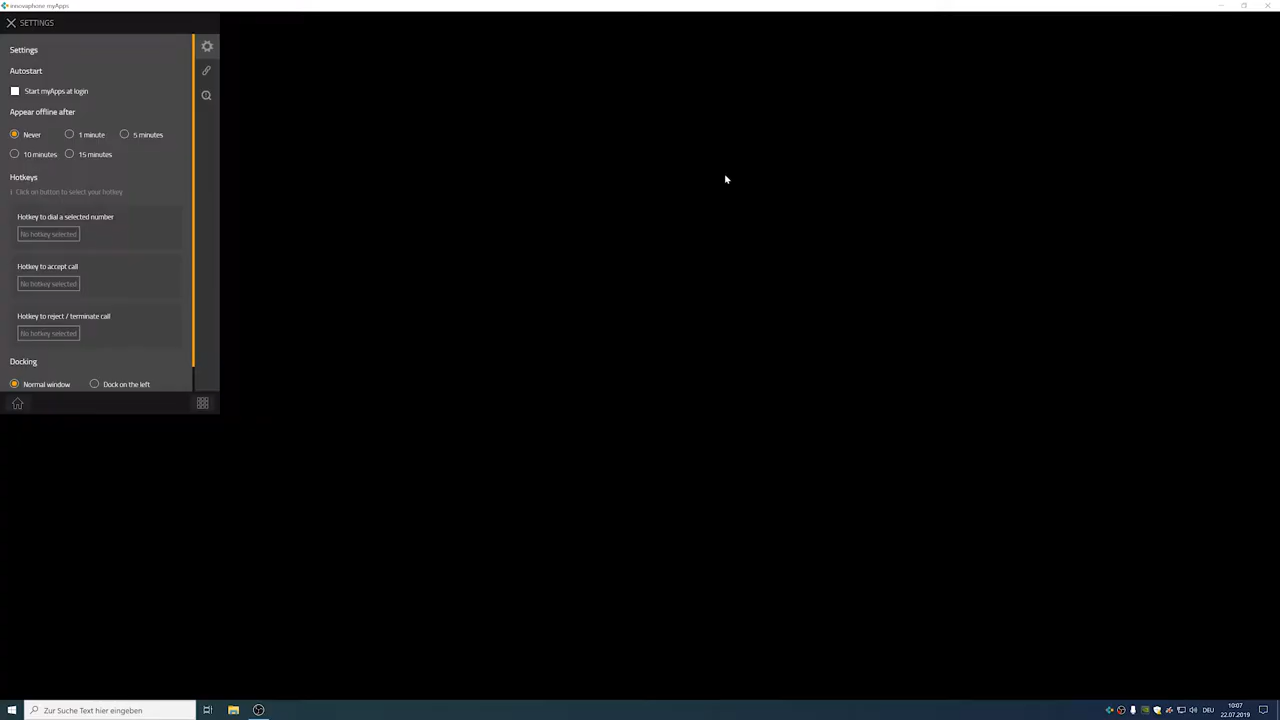 innovaphone myApps
SETTINGS
Settings
Autostart
Start myApps at login
Appear offline after
Never 1 minute 5 minutes
10 minutes 15 minutes
Hotkeys
Click on button to select your hotkey
Hotkey to dial a selected number
No hotkey selected
Hotkey to accept call
No hotkey selected
Hotkey to reject / terminate call
No hotkey selected
Docking
Normal window Dock on the left
Zur Suche Text hier eingeben
DEU
10:07
22.07.2019